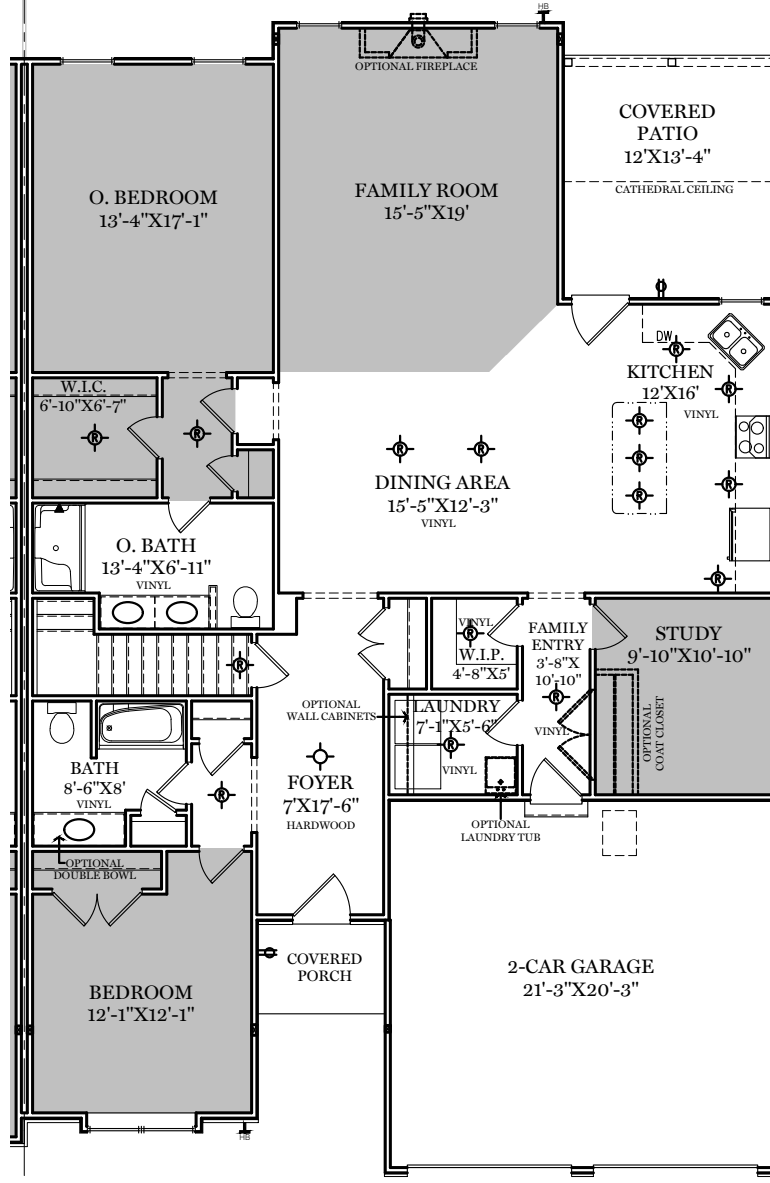 HB
OPTIONAL FIREPLACE
COVERED
PATIO
12'X13'-4"
CATHEDRAL CEILING
O. BEDROOM
13'-4"X17'-1"
FAMILY ROOM
15'-5"X19'
DW
R
KITCHEN
12'X16'
VINYL
R
W.I.C.
6'-10"X6'-7"
R
R
R
R
R
R
R
DINING AREA
15'-5"X12'-3"
VINYL
R
R
O. BATH
13'-4"X6'-11"
VINYL
R
VINYL
R
W.I.P.
4'-8"X5'
FAMILY
ENTRY
3'-8"X
10'-10"
R
VINYL
STUDY
9'-10"X10'-10"
OPTIONAL
COAT CLOSET
R
OPTIONAL
WALL CABINETS
LAUNDRY
7'-1"X5'-6"
R
VINYL
OPTIONAL
LAUNDRY TUB
BATH
8'-6"X8'
VINYL
R
FOYER
7'X17'-6"
HARDWOOD
OPTIONAL
DOUBLE BOWL
COVERED
PORCH
2-CAR GARAGE
21'-3"X20'-3"
BEDROOM
12'-1"X12'-1"
HB